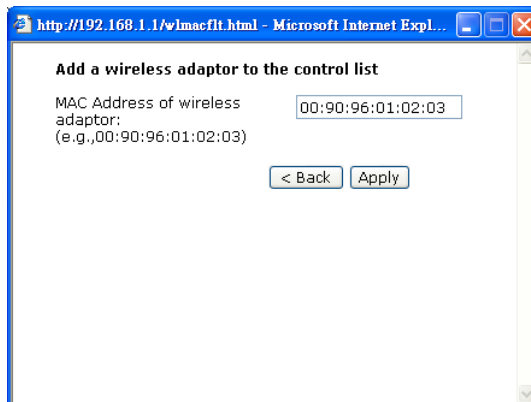 http://192.168.1.1/wlmacflt.html - Microsoft Internet Expl...
Add a wireless adaptor to the control list
MAC Address of wireless
adaptor:
(e.g.,00:90:96:01:02:03)
00:90:96:01:02:03
< Back Apply